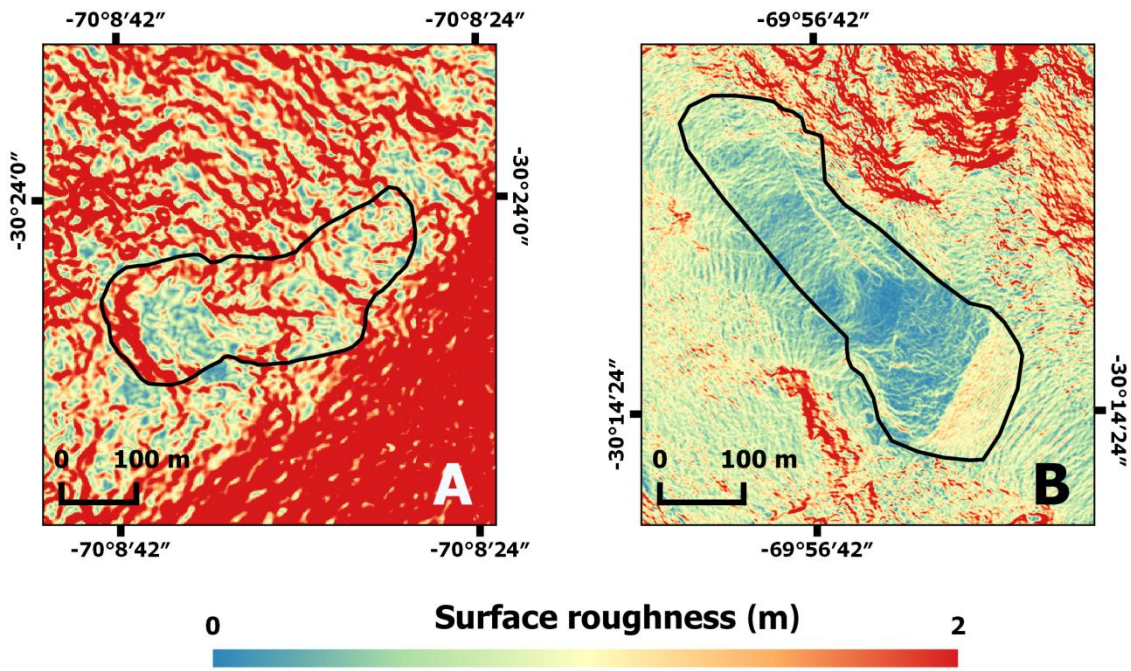 -70°8′42″ -70°8′24″ -69°56′42″
-30°24′0″ -30°24′0″
-30°14′24″ -30°14′24″
0 100 m A 0 100 m B
-70°8′42″ -70°8′24″ -69°56′42″
Surface roughness (m)
0 2